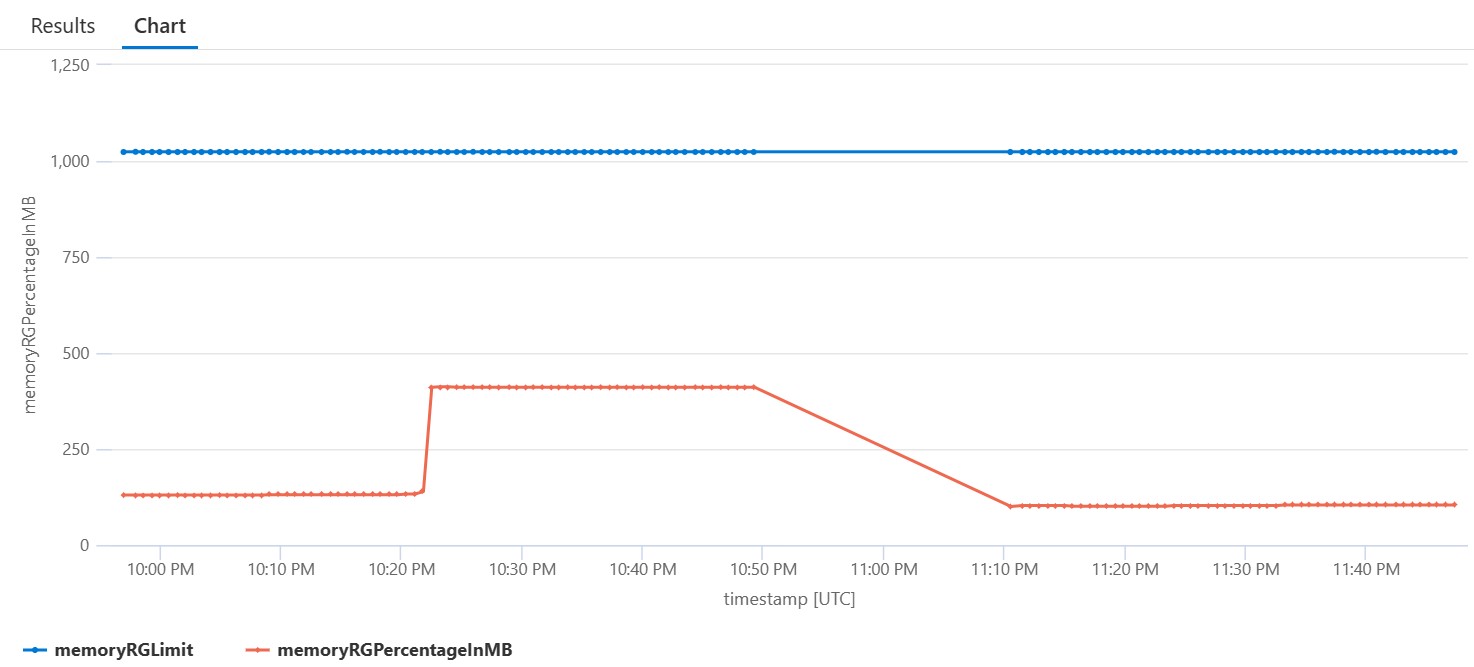 Results Chart
1,250
1,000
750
500
250
0
memoryRGPercentageInMB
10:00 PM 10:10 PM 10:20 PM 10:30 PM 10:40 PM 10:50 PM 11:00 PM 11:10 PM 11:20 PM 11:30 PM 11:40 PM
timestamp [UTC]
memoryRGLimit memoryRGPercentageInMB